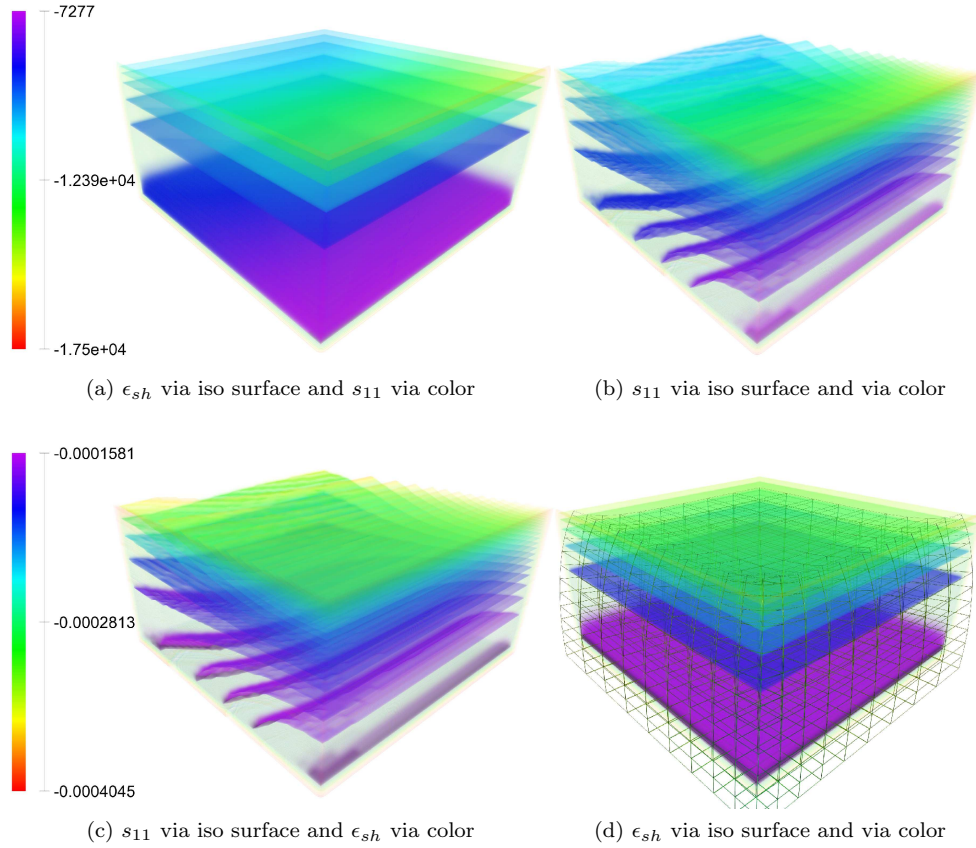 -7277
-1.239e+04
-1.75e+04
(a) ϵ_sh via iso surface and s_11 via color
(b) s_11 via iso surface and via color
-0.0001581
-0.0002813
-0.0004045
(c) s_11 via iso surface and ϵ_sh via color
(d) ϵ_sh via iso surface and via color